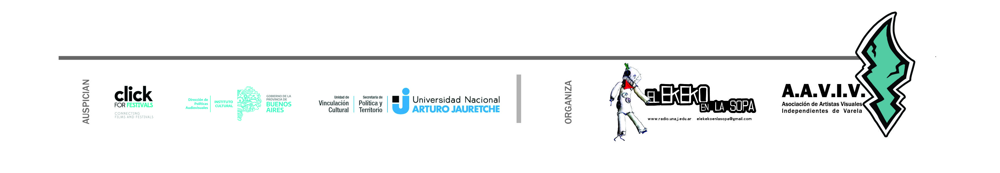 AUSPICIAN
click
FOR FESTIVALS
CONNECTING
FILMS AND FESTIVALS
Dirección de
Políticas
Audiovisuales
INSTITUTO
CULTURAL
GOBIERNO DE LA
PROVINCIA DE
BUENOS
AIRES
Unidad de
Vinculación
Cultural
Secretaría de
Política y
Territorio
Universidad Nacional
ARTURO JAURETCHE
ORGANIZA
EL EKEKO
EN LA SOPA
www.radio.unaj.edu.ar elekekoenlasopa@gmail.com
A.A.V.I.V.
Asociación de Artistas Visuales
Independientes de Varela